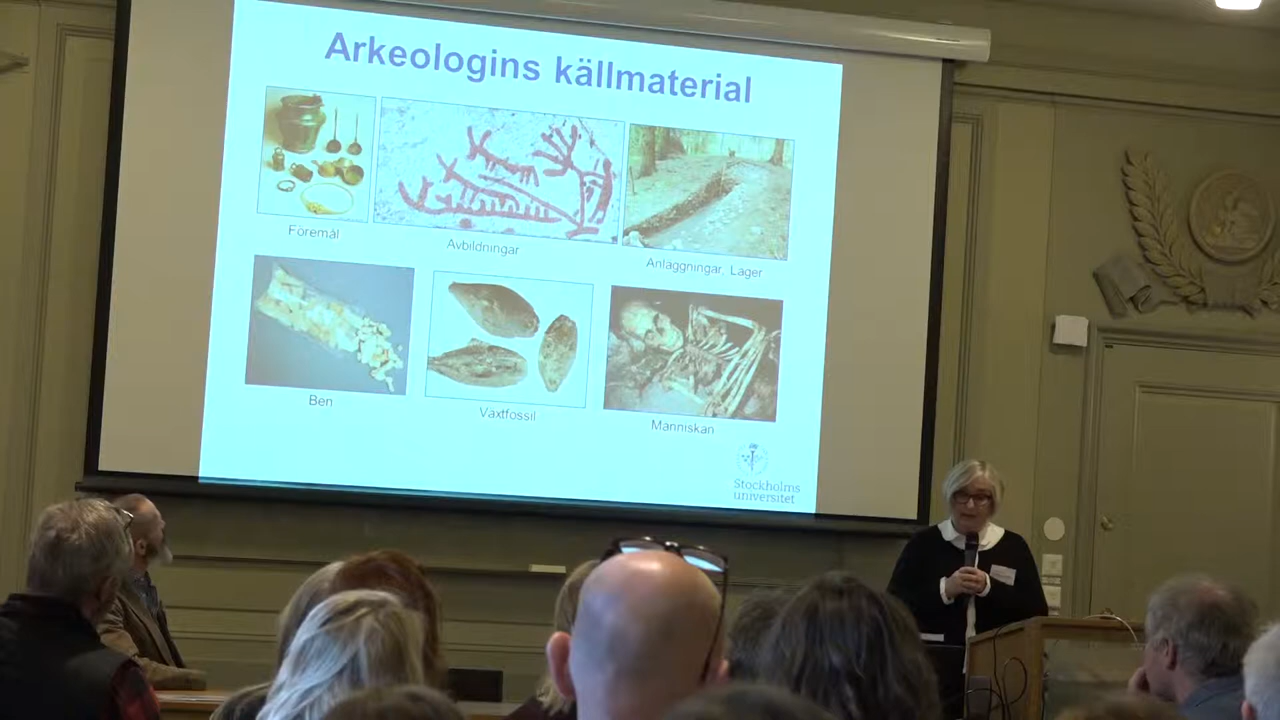 Arkeologins källmaterial
Föremål
Avbildningar
Anläggningar, Lager
Ben
Växtfossil
Människan
Stockholms
universitet